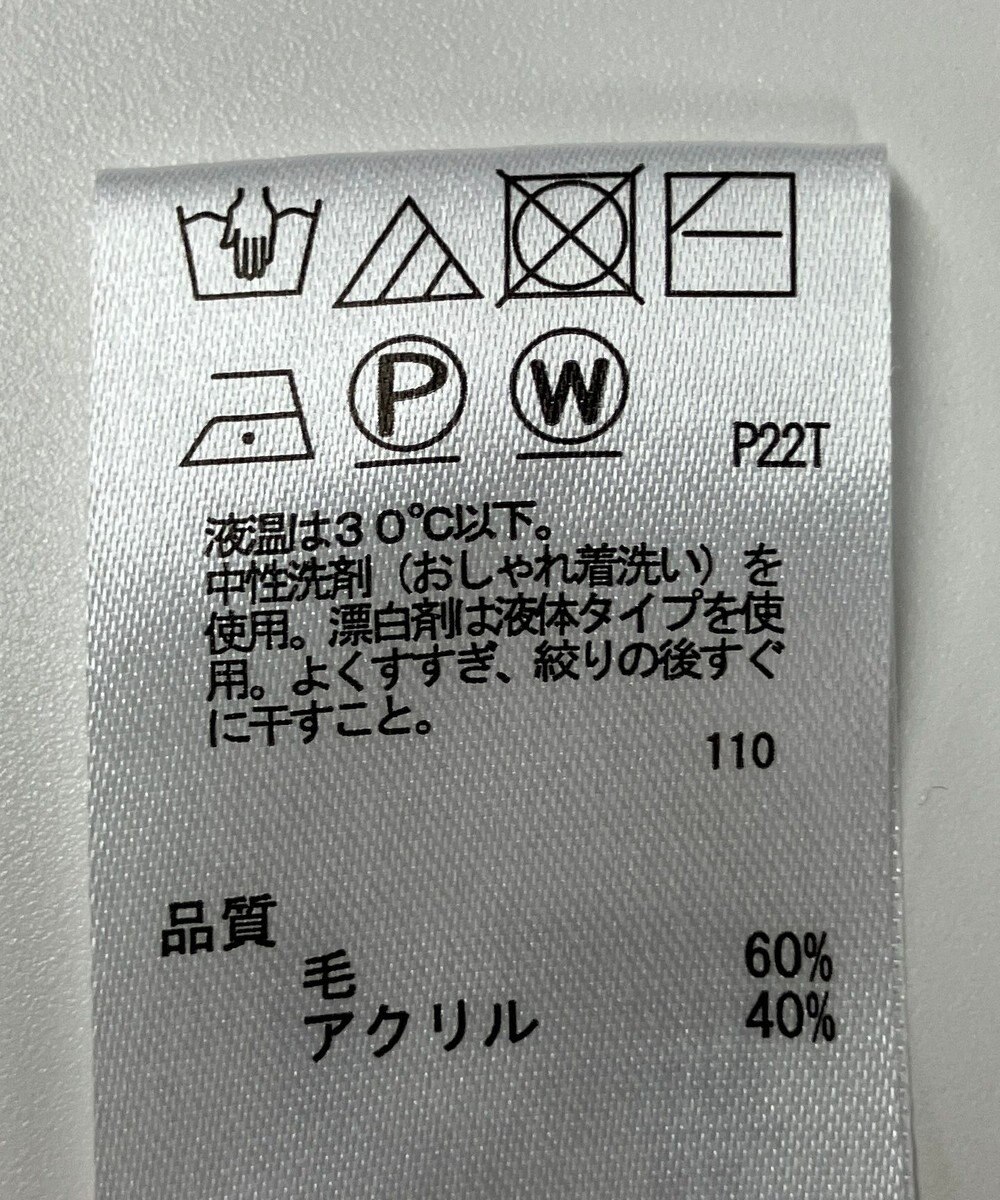 P
W
P22T
液温は30℃以下。
中性洗剤（おしゃれ着洗い）を
使用。漂白剤は液体タイプを使
用。よくすすぎ、絞りの後すぐ
に干すこと。
110
品質
毛 60%
アクリル 40%